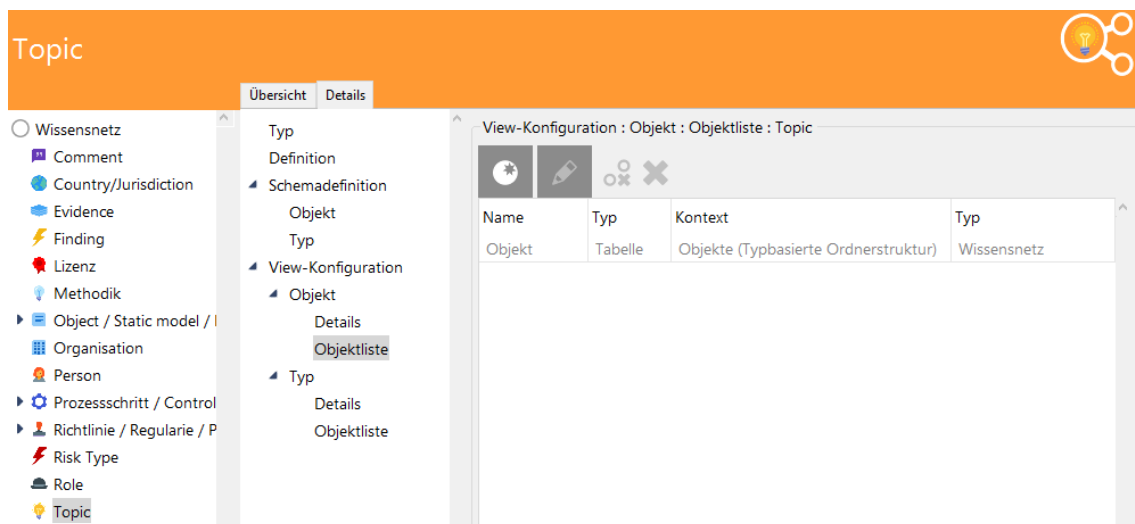 Topic
Übersicht Details
Wissensnetz
Comment
Country/Jurisdiction
Evidence
Finding
Lizenz
Methodik
Object / Static model /
Organisation
Person
Prozessschritt / Control
Richtlinie / Regularie / P
Risk Type
Role
Topic
Typ
Definition
Schemadefinition
Objekt
Typ
View-Konfiguration
Objekt
Details
Objektliste
Typ
Details
Objektliste
View-Konfiguration : Objekt : Objektliste : Topic
Name Typ Kontext Typ
Objekt Tabelle Objekte (Typbasierte Ordnerstruktur) Wissensnetz